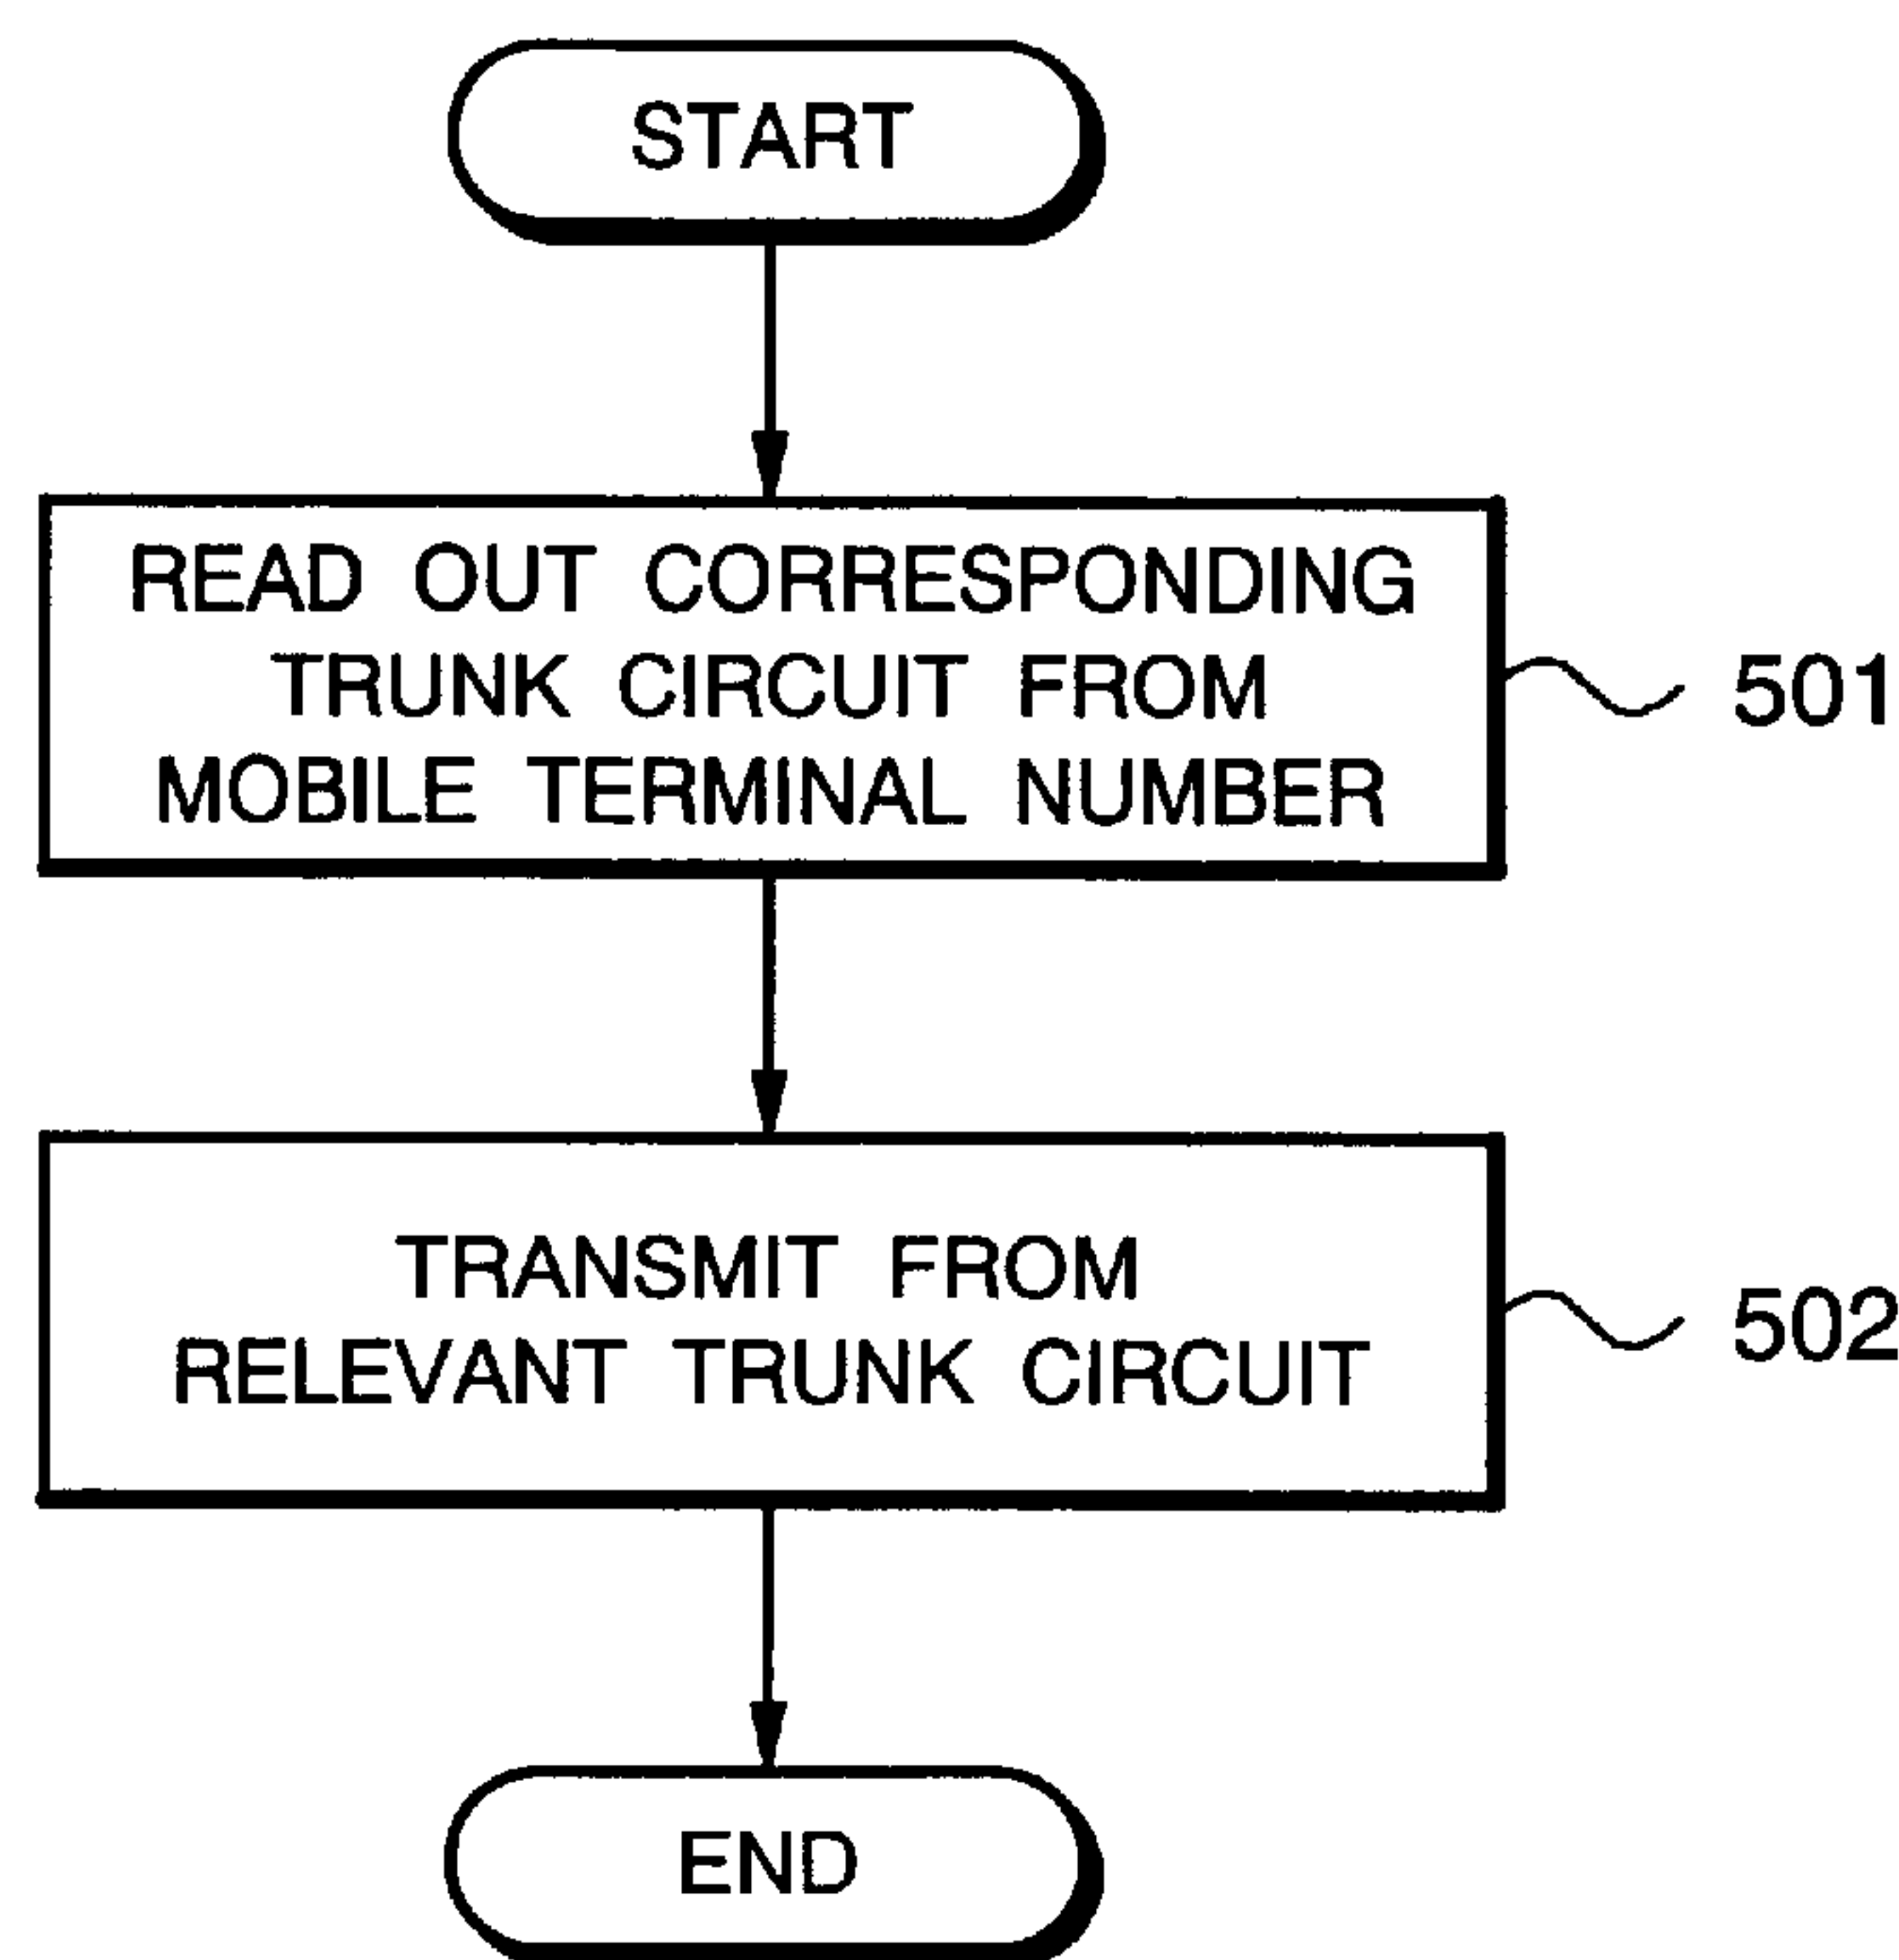 START
READ OUT CORRESPONDING
TRUNK CIRCUIT FROM
MOBILE TERMINAL NUMBER
501
TRANSMIT FROM
RELEVANT TRUNK CIRCUIT
502
END